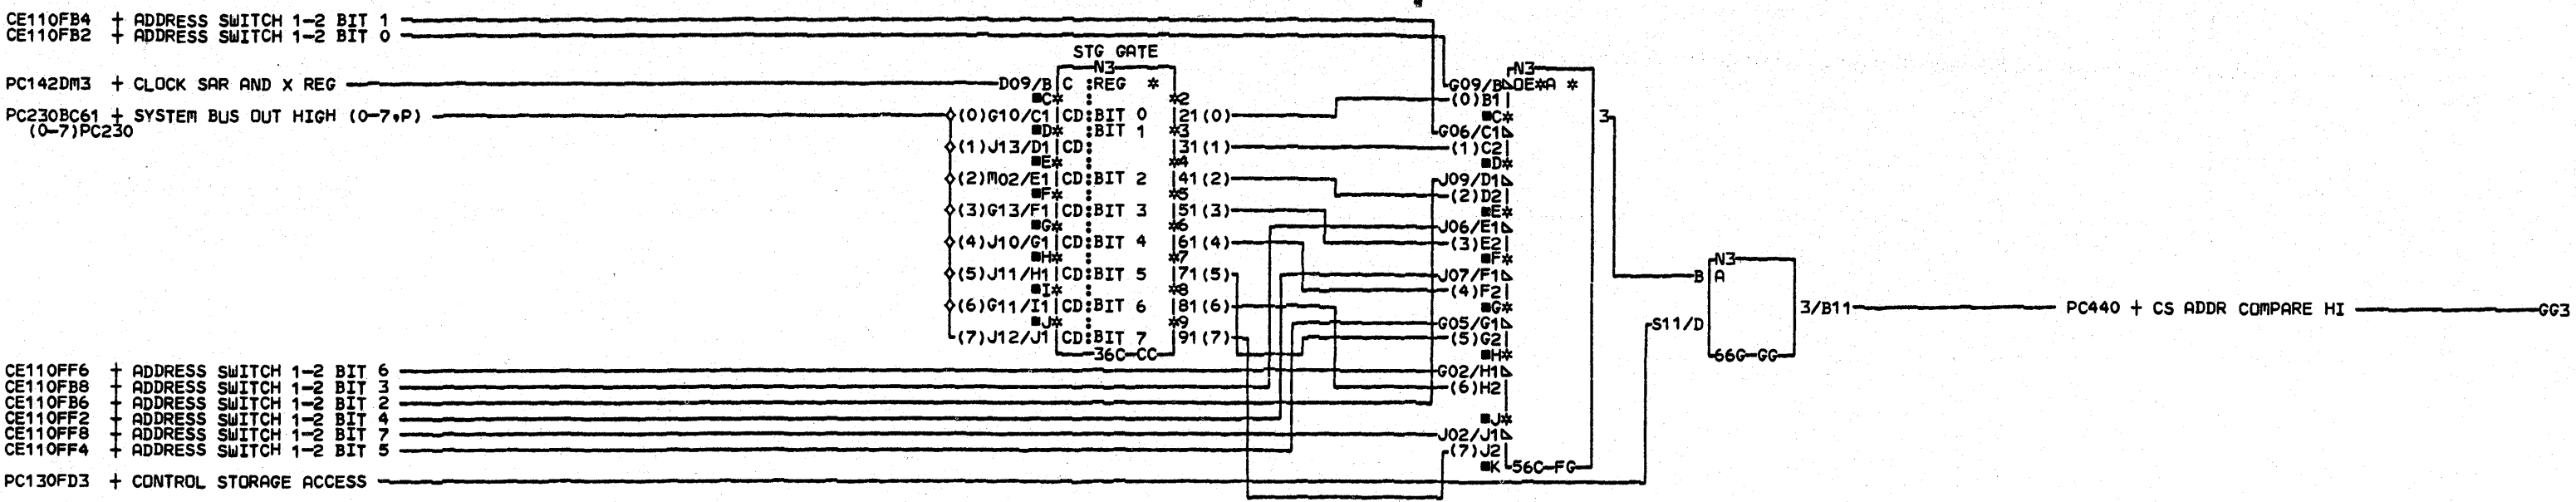 CE110FB4 + ADDRESS SWITCH 1-2 BIT 1
CE110FB2 + ADDRESS SWITCH 1-2 BIT 0
STG GATE
N3
N3
PC142DM3 + CLOCK SAR AND X REG D09/B C :REG * G09/B OE*A *
■C* *2 (0)B1
PC230BC61 + SYSTEM BUS OUT HIGH (0-7,P) (0)G10/C1 CD:BIT 0 21(0) ■C* 3
(0-7)PC230 ■D* :BIT 1 *3 G06/C1
(1)J13/D1 CD: 31(1) (1)C2
■E* *4 ■D*
(2)M02/E1 CD:BIT 2 41(2) J09/D1
■F* *5 (2)D2
(3)G13/F1 CD:BIT 3 51(3) ■E*
■G* *6 J06/E1
(4)J10/G1 CD:BIT 4 61(4) (3)E2
■H* *7 ■F* N3
(5)J11/H1 CD:BIT 5 71(5) J07/F1 B A
■I* *8 (4)F2
(6)G11/I1 CD:BIT 6 81(6) ■G* 3/B11 PC440 + CS ADDR COMPARE HI GG3
■J* *9 G05/G1 S11/D
(7)J12/J1 CD:BIT 7 91(7) (5)G2
36C-CC ■H* 66G-GG
CE110FF6 + ADDRESS SWITCH 1-2 BIT 6 G02/H1
CE110FB8 + ADDRESS SWITCH 1-2 BIT 3 (6)H2
CE110FB6 + ADDRESS SWITCH 1-2 BIT 2
CE110FF2 + ADDRESS SWITCH 1-2 BIT 4 ■J*
CE110FF8 + ADDRESS SWITCH 1-2 BIT 7 J02/J1
CE110FF4 + ADDRESS SWITCH 1-2 BIT 5 (7)J2
■K 56C-FG
PC130FD3 + CONTROL STORAGE ACCESS